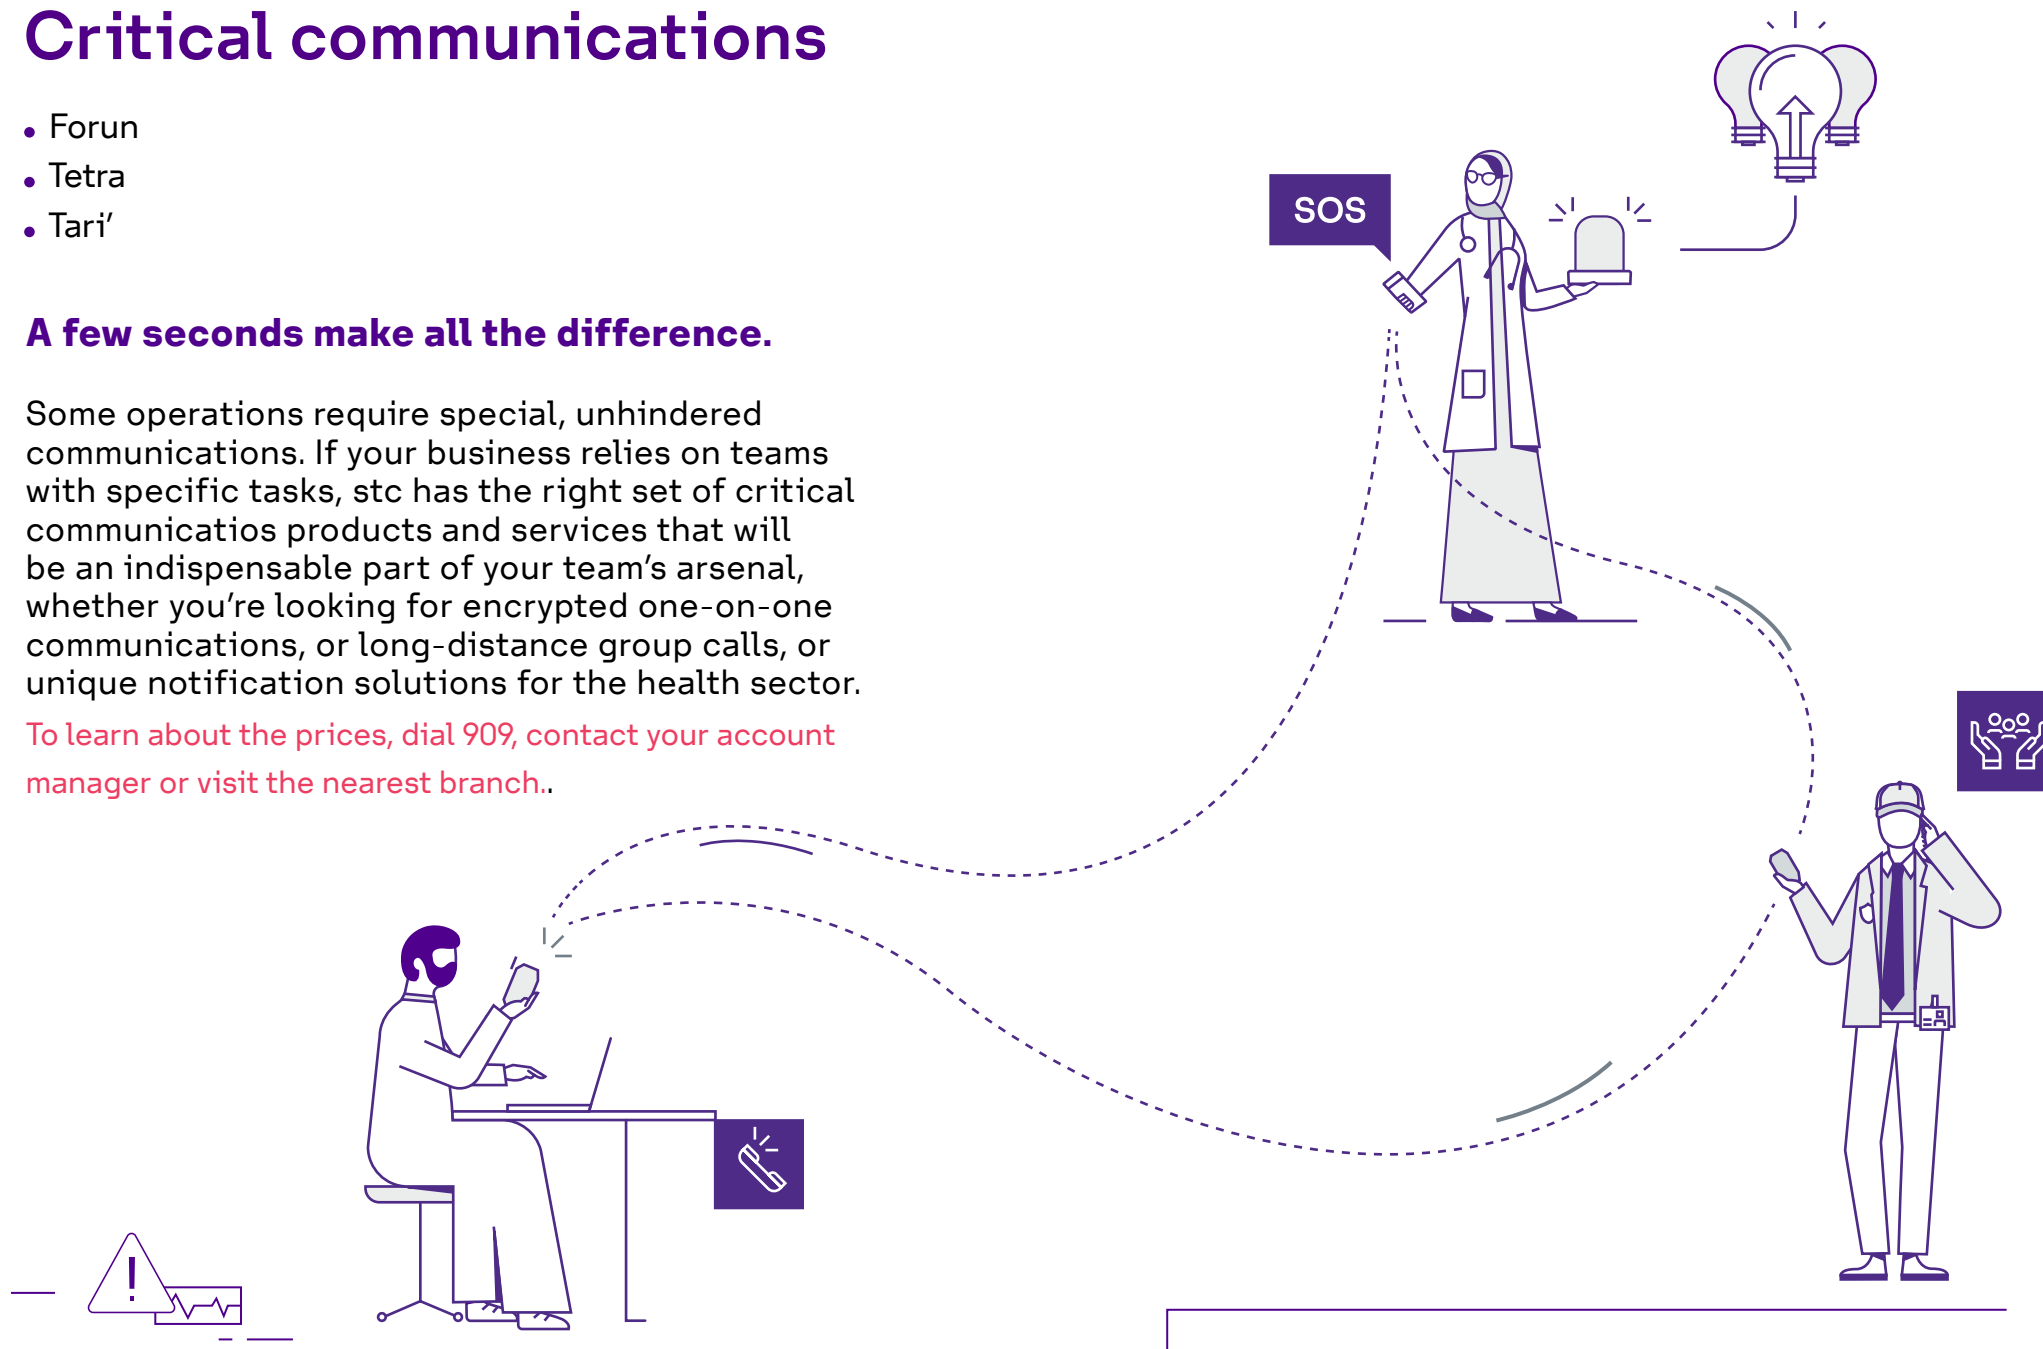 Critical communications
• Forun
• Tetra
• Tari’
A few seconds make all the difference.
Some operations require special, unhindered
communications. If your business relies on teams
with specific tasks, stc has the right set of critical
communicatios products and services that will
be an indispensable part of your team’s arsenal,
whether you’re looking for encrypted one-on-one
communications, or long-distance group calls, or
unique notification solutions for the health sector.
To learn about the prices, dial 909, contact your account
manager or visit the nearest branch..
SOS
!